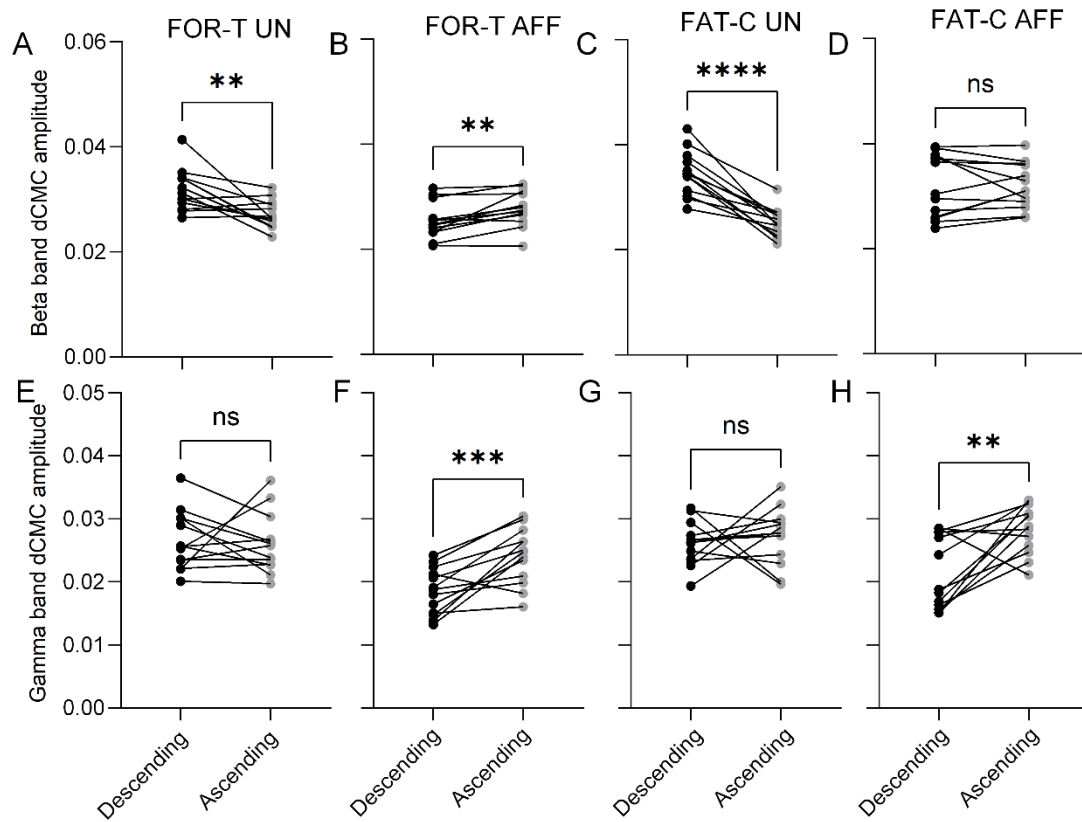 FOR-T UN
FOR-T AFF
FAT-C UN
FAT-C AFF
A
B
C
D
Beta band dCMC amplitude
0.06
0.04
0.02
0.00
**
**
****
ns
E
F
G
H
Gamma band dCMC amplitude
0.05
0.04
0.03
0.02
0.01
0.00
ns
***
ns
**
Descending
Ascending
Descending
Ascending
Descending
Ascending
Descending
Ascending